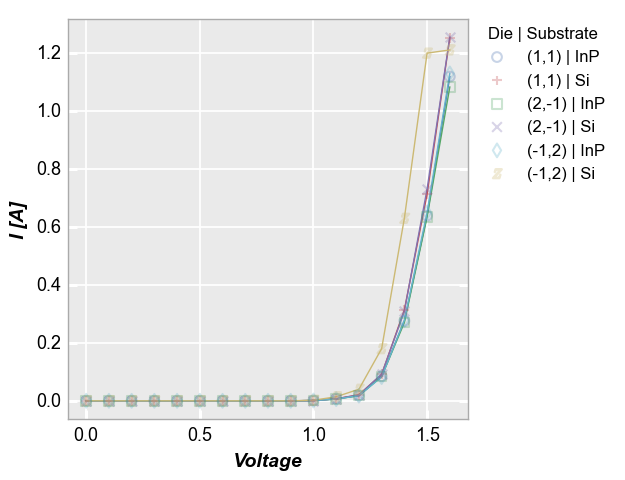 Die | Substrate
(1,1) | InP
(1,1) | Si
(2,-1) | InP
(2,-1) | Si
(-1,2) | InP
(-1,2) | Si
1.2
1.0
0.8
0.6
0.4
0.2
0.0
I [A]
0.0 0.5 1.0 1.5
Voltage